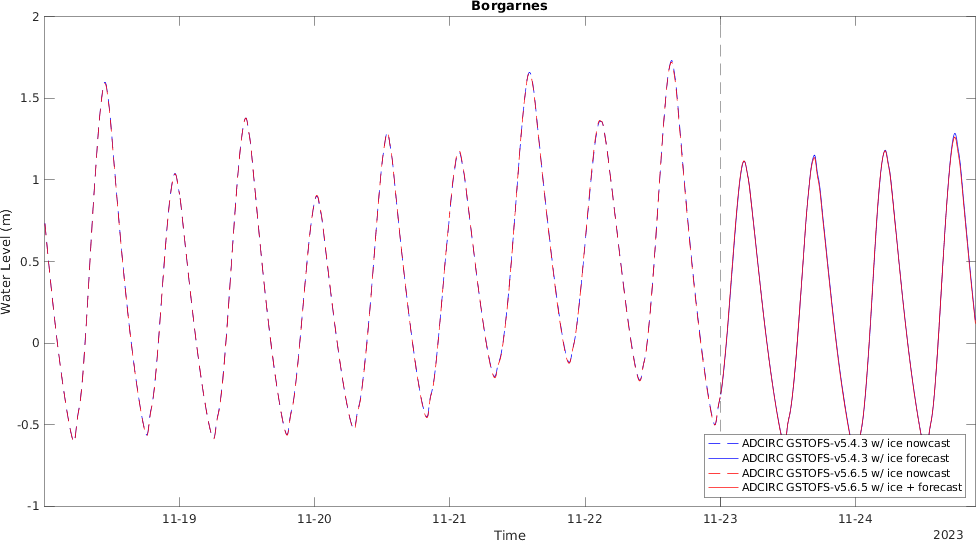 Borgarnes
2
1.5
1
0.5
0
-0.5
-1
Water Level (m)
11-19
11-20
11-21
11-22
11-23
11-24
Time
2023
ADCIRC GSTOFS-v5.4.3 w/ ice nowcast
ADCIRC GSTOFS-v5.4.3 w/ ice forecast
ADCIRC GSTOFS-v5.6.5 w/ ice nowcast
ADCIRC GSTOFS-v5.6.5 w/ ice + forecast